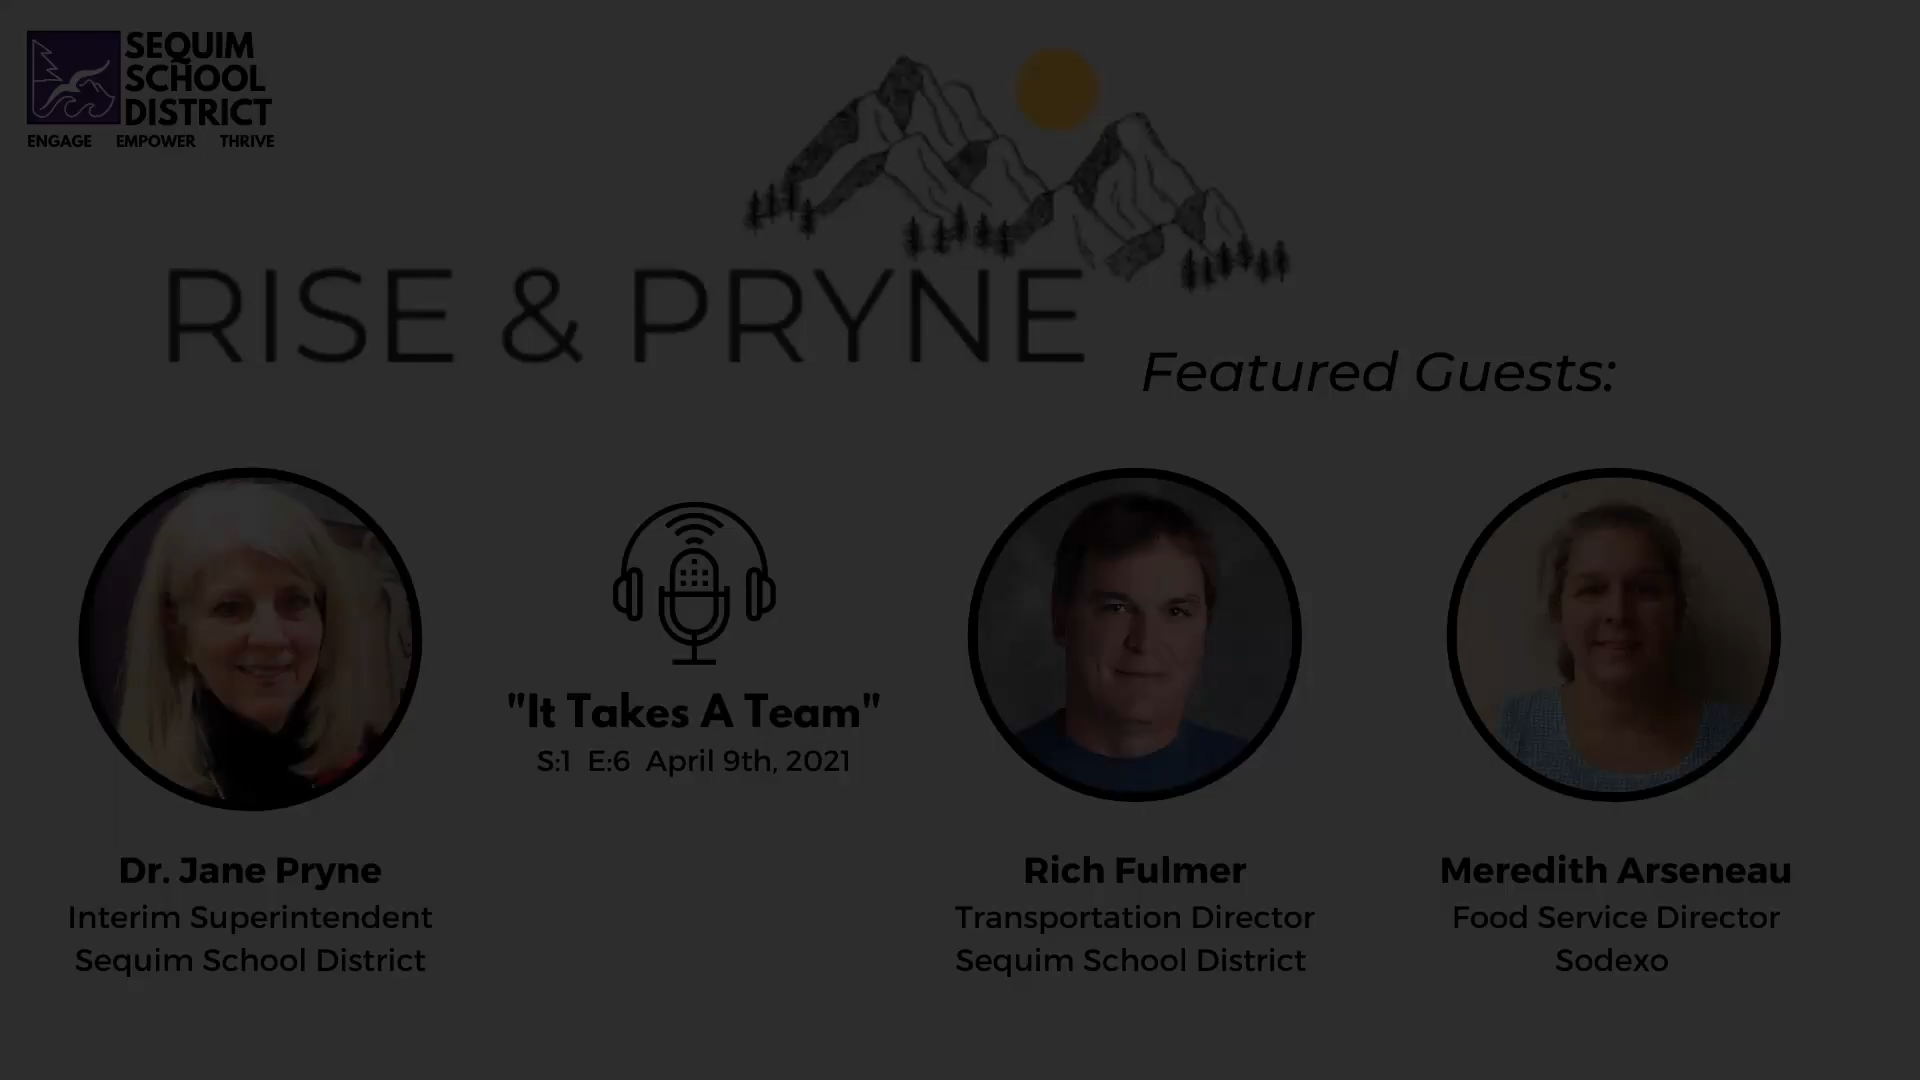 SEQUIM
SCHOOL
DISTRICT
ENGAGE EMPOWER THRIVE
RISE & PRYNE
Featured Guests:
"It Takes A Team"
S:1 E:6 April 9th, 2021
Dr. Jane Pryne
Interim Superintendent
Sequim School District
Rich Fulmer
Transportation Director
Sequim School District
Meredith Arseneau
Food Service Director
Sodexo